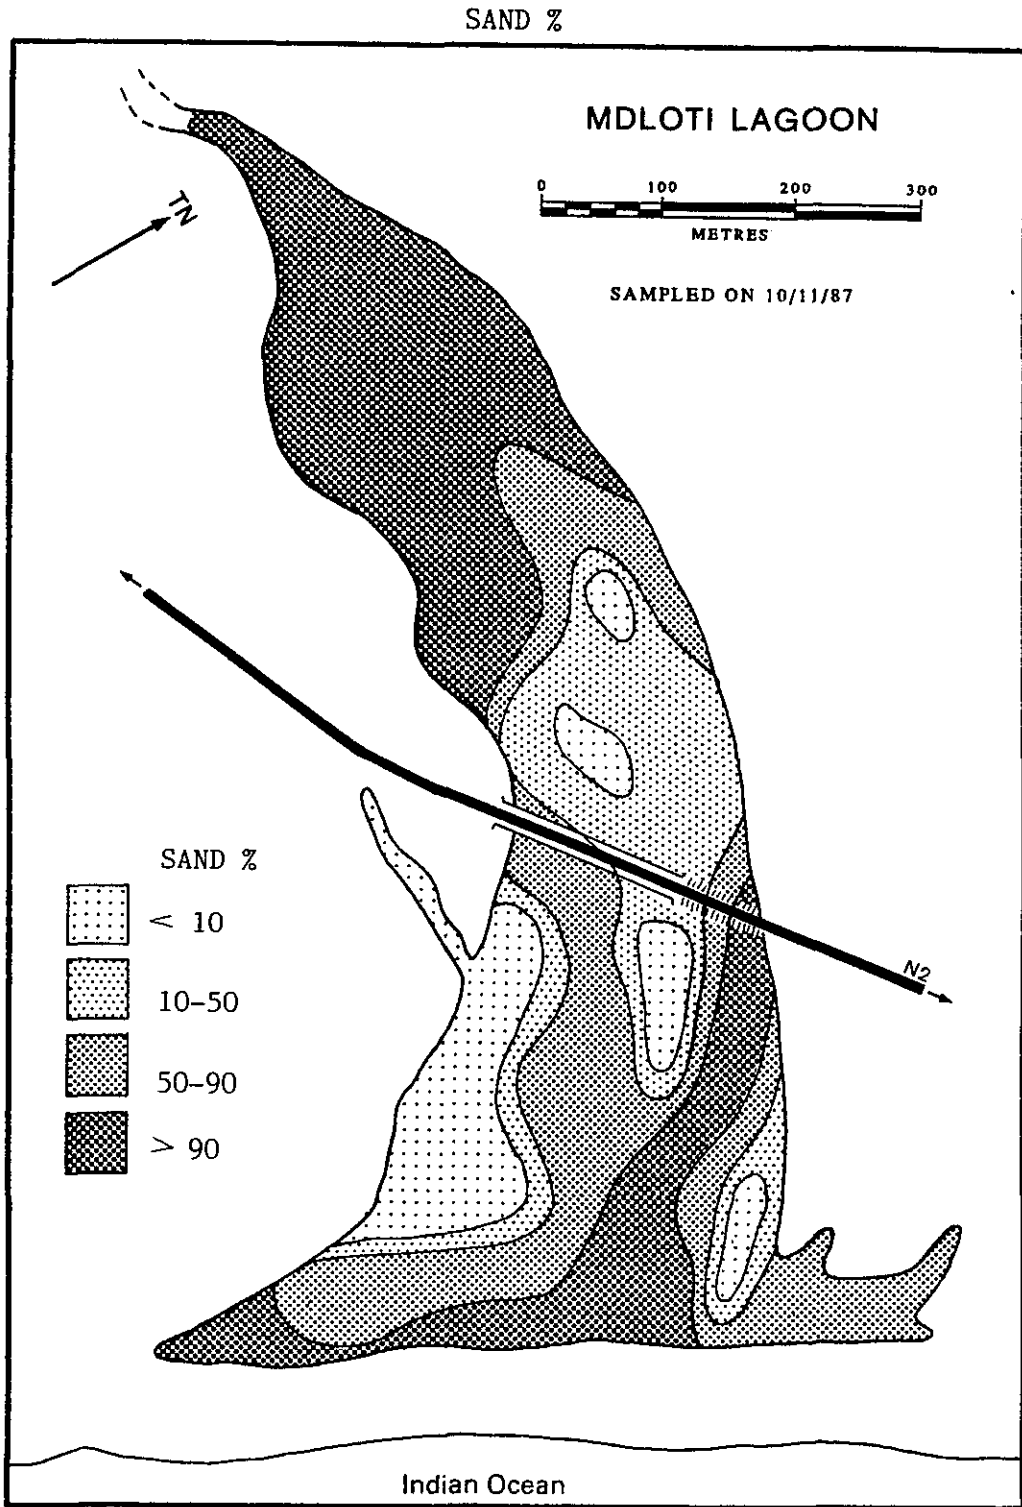 SAND %
MDLOTI LAGOON
0 100 200 300
METRES
SAMPLED ON 10/11/87
TN
N2
SAND %
< 10
10-50
50-90
> 90
Indian Ocean